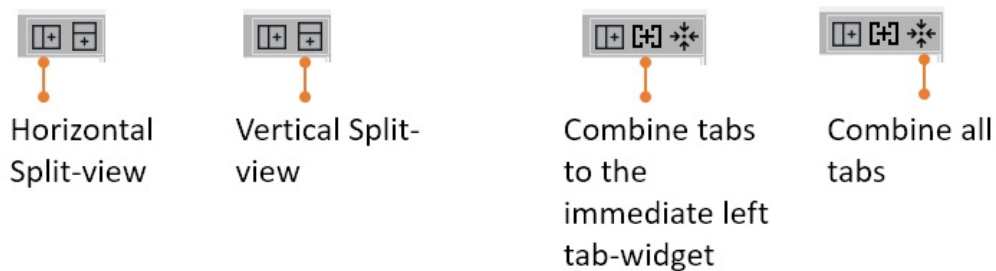 Horizontal
Split-view
Vertical Split-
view
Combine tabs
to the
immediate left
tab-widget
Combine all
tabs